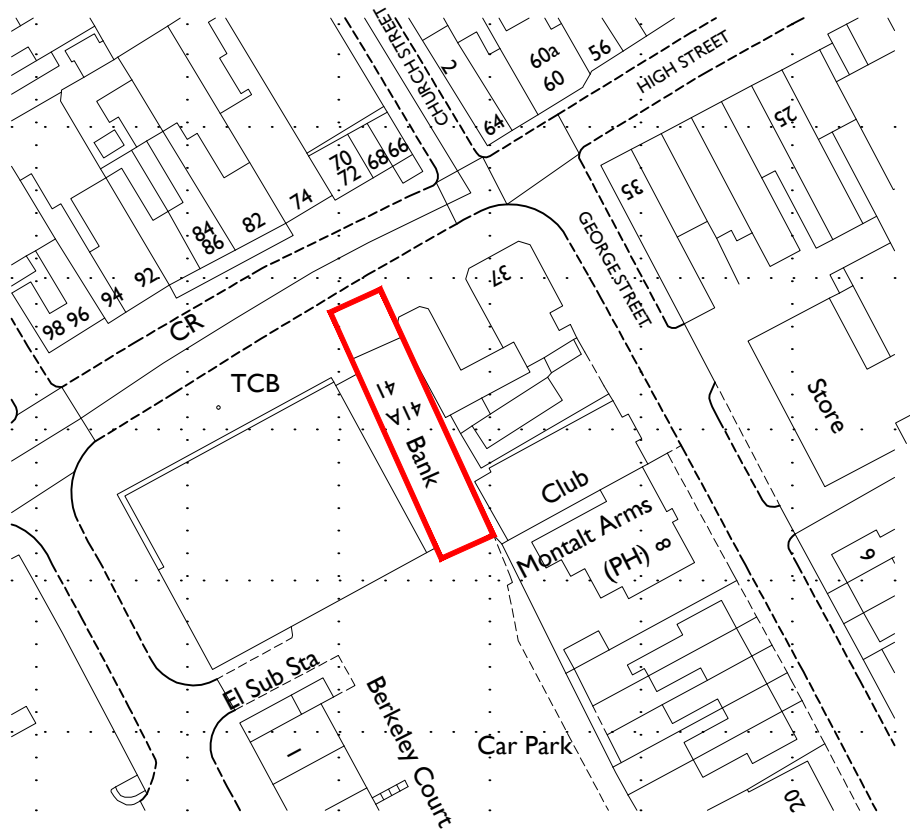 CHURCH STREET
2
60a
60
56
HIGH STREET
64
25
70
72
68
66
74
35
84
86
82
GEORGE STREET
37
92
94
98
96
CR
TCB
41
41A
Bank
Store
Club
Montalt Arms
(PH)
8
9
El Sub Sta
Berkeley Court
1
Car Park
20